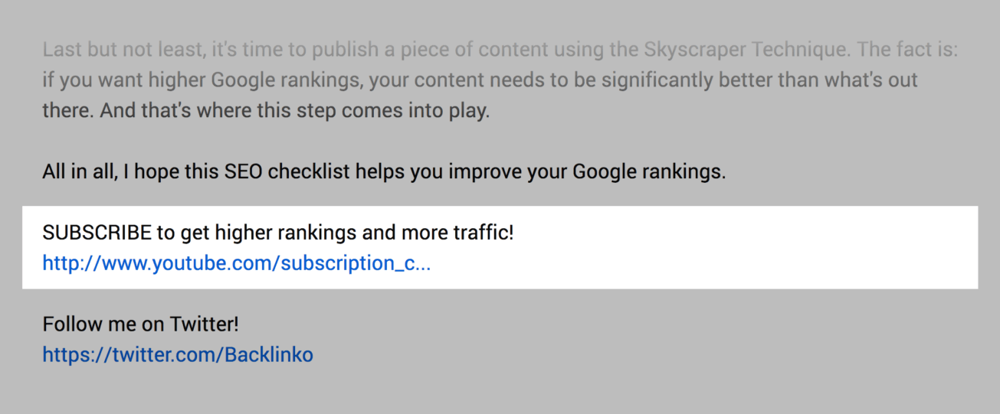 Last but not least, it's time to publish a piece of content using the Skyscraper Technique. The fact is:
if you want higher Google rankings, your content needs to be significantly better than what's out
there. And that's where this step comes into play.
All in all, I hope this SEO checklist helps you improve your Google rankings.
SUBSCRIBE to get higher rankings and more traffic!
http://www.youtube.com/subscription_c...
Follow me on Twitter!
https://twitter.com/Backlinko